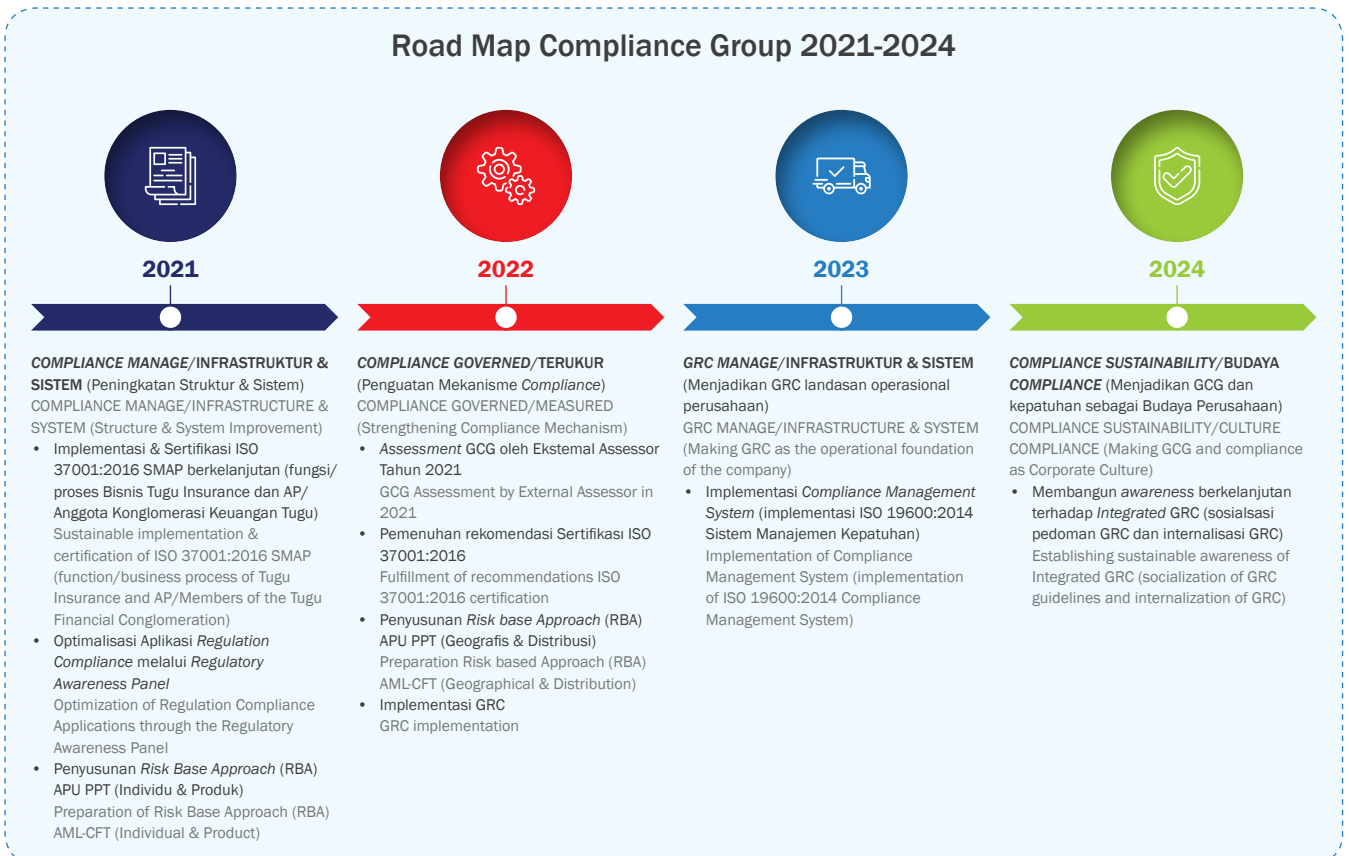 Road Map Compliance Group 2021-2024
2021
COMPLIANCE MANAGE/INFRASTRUKTUR &
SISTEM (Peningkatan Struktur & Sistem)
COMPLIANCE MANAGE/INFRASTRUCTURE &
SYSTEM (Structure & System Improvement)
• Implementasi & Sertifikasi ISO
37001:2016 SMAP berkelanjutan (fungsi/
proses Bisnis Tugu Insurance dan AP/
Anggota Konglomerasi Keuangan Tugu)
Sustainable implementation &
certification of ISO 37001:2016 SMAP
(function/business process of Tugu
Insurance and AP/Members of the Tugu
Financial Conglomeration)
• Optimalisasi Aplikasi Regulation
Compliance melalui Regulatory
Awareness Panel
Optimization of Regulation Compliance
Applications through the Regulatory
Awareness Panel
• Penyusunan Risk Base Approach (RBA)
APU PPT (Individu & Produk)
Preparation of Risk Base Approach (RBA)
AML-CFT (Individual & Product)
2022
COMPLIANCE GOVERNED/TERUKUR
(Penguatan Mekanisme Compliance)
COMPLIANCE GOVERNED/MEASURED
(Strengthening Compliance Mechanism)
• Assessment GCG oleh Ekstemal Assessor
Tahun 2021
GCG Assessment by External Assessor in
2021
• Pemenuhan rekomendasi Sertifikası ISO
37001:2016
Fulfillment of recommendations ISO
37001:2016 certification
• Penyusunan Risk base Approach (RBA)
APU PPT (Geografis & Distribusi)
Preparation Risk based Approach (RBA)
AML-CFT (Geographical & Distribution)
• Implementasi GRC
GRC implementation
2023
GRC MANAGE/INFRASTRUKTUR & SISTEM
(Menjadikan GRC landasan operasional
perusahaan)
GRC MANAGE/INFRASTRUCTURE & SYSTEM
(Making GRC as the operational foundation
of the company)
• Implementasi Compliance Management
System (implementasi ISO 19600:2014
Sistem Manajemen Kepatuhan)
Implementation of Compliance
Management System (implementation
of ISO 19600:2014 Compliance
Management System)
2024
COMPLIANCE SUSTAINABILITY/BUDAYA
COMPLIANCE (Menjadikan GCG dan
kepatuhan sebagai Budaya Perusahaan)
COMPLIANCE SUSTAINABILITY/CULTURE
COMPLIANCE (Making GCG and compliance
as Corporate Culture)
• Membangun awareness berkelanjutan
terhadap Integrated GRC (sosialsasi
pedoman GRC dan internalisasi GRC)
Establishing sustainable awareness of
Integrated GRC (socialization of GRC
guidelines and internalization of GRC)